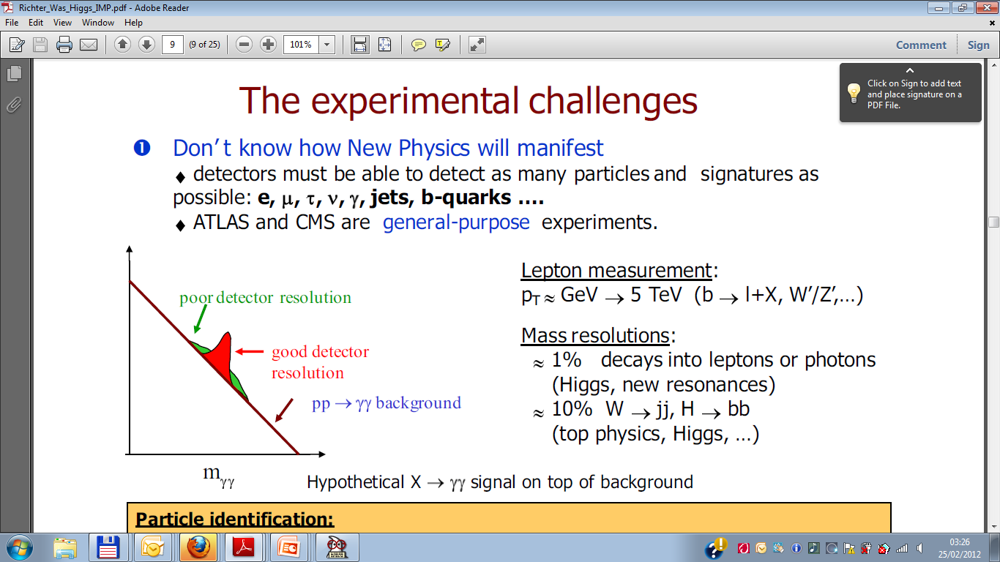 Richter_Was_Higgs_IMP.pdf - Adobe Reader
File Edit View Window Help
9 (9 of 25) 101% Comment Sign
Click on Sign to add text
and place signature on a
PDF File.
The experimental challenges
❶ Don’t know how New Physics will manifest
♦ detectors must be able to detect as many particles and signatures as
possible: e, μ, τ, ν, γ, jets, b-quarks ….
♦ ATLAS and CMS are general-purpose experiments.
poor detector resolution
good detector
resolution
pp → γγ background
mγγ
Lepton measurement:
pT ≈ GeV → 5 TeV (b → l+X, W’/Z’,…)
Mass resolutions:
≈ 1% decays into leptons or photons
(Higgs, new resonances)
≈ 10% W → jj, H → bb
(top physics, Higgs, …)
Hypothetical X → γγ signal on top of background
Particle identification:
03:26
25/02/2012